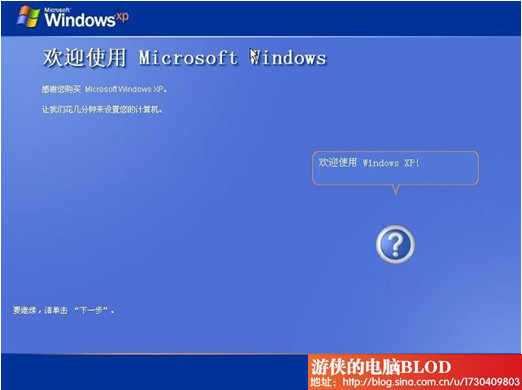 Microsoft
Windows xp
欢迎使用 Microsoft Windows
感谢您购买 Microsoft Windows XP。
让我们花几分钟来设置您的计算机。
欢迎使用 Windows XP!
?
要继续，请单击 “下一步”。
游侠的电脑BLOD
地址：http://blog.sina.com.cn/u/1730409803